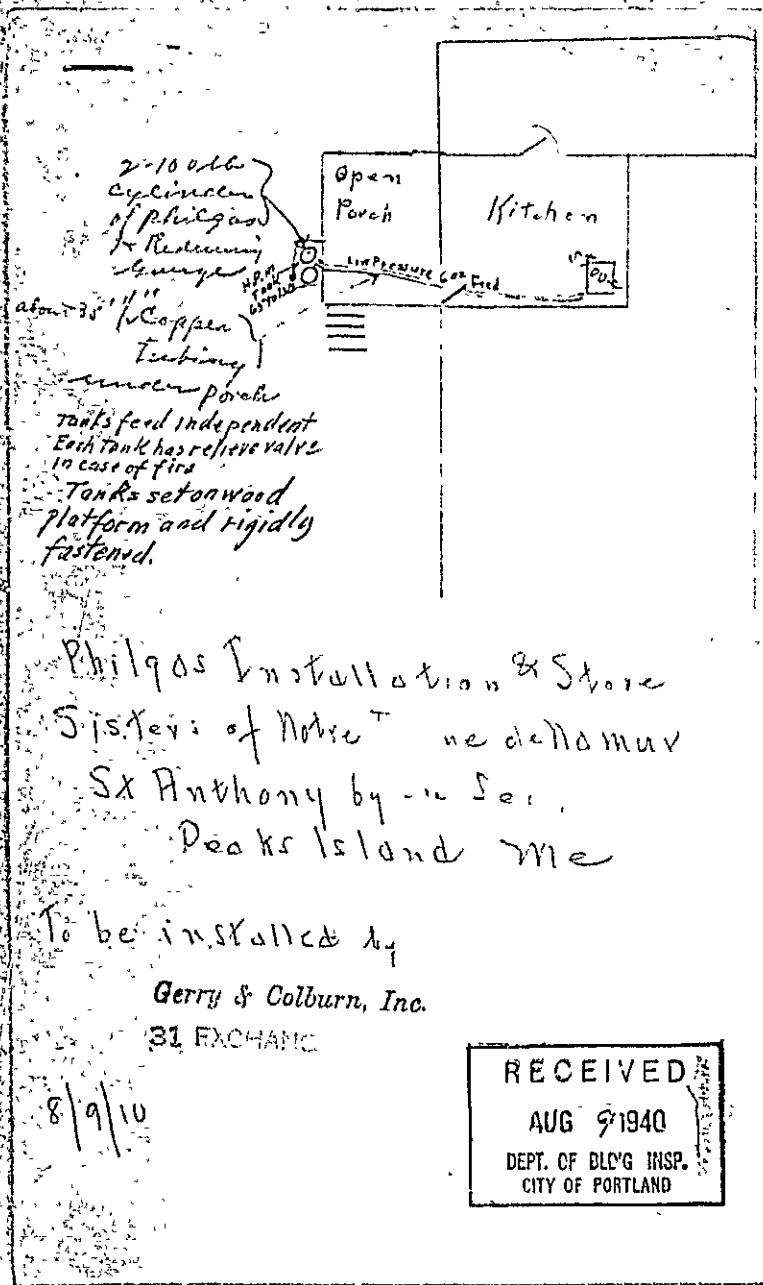 2-100 lb
Cylinder
of Philgas
& Reducing
Gauge
Open
Porch
Kitchen
Low Pressure Gas Feed
about 35"
Copper
Tubing
under porch
Tanks feed independent
Each Tank has relieve valve
in case of fire
Tanks set on wood
platform and rigidly
fastened.
Philgas Installation & Stove
Sisters of Notre
St Anthony by
Peaks Island Me
To be installed by
Gerry & Colburn, Inc.
31 EXCHANG
8/9/40
RECEIVED
AUG 9 1940
DEPT. OF BLD'G INSP.
CITY OF PORTLAND